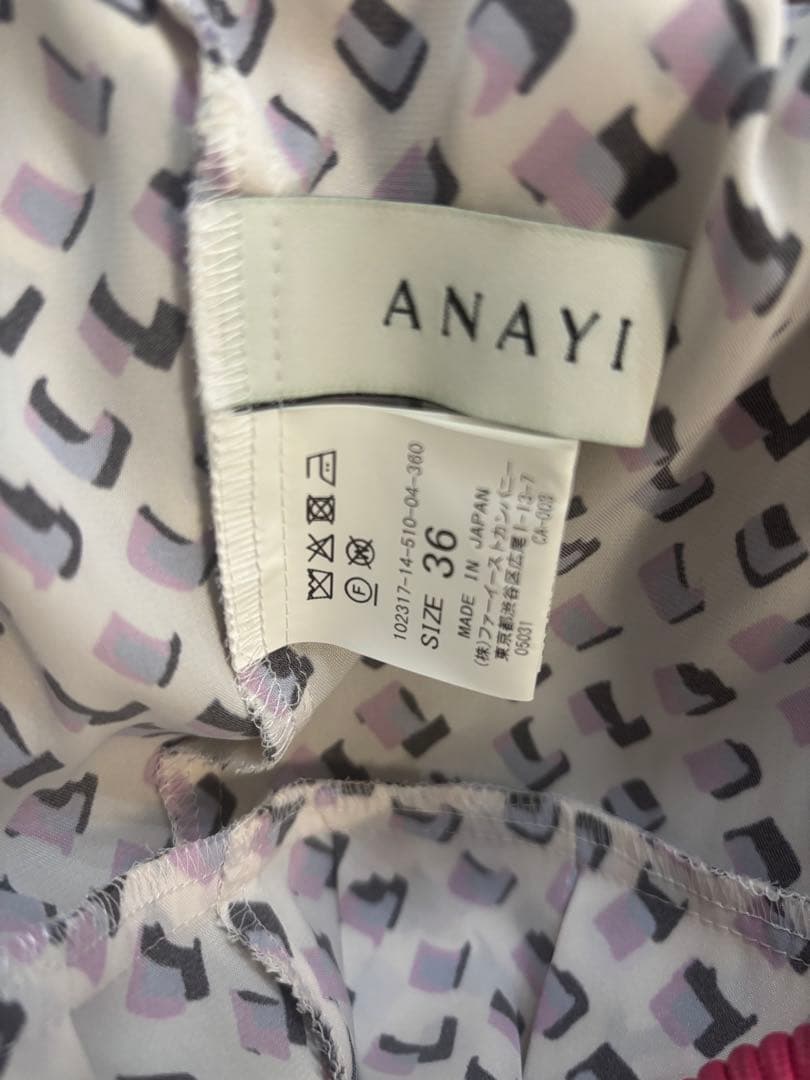 ANAYI
F W
102317-14-510-04-360
SIZE 36
MADE IN JAPAN
(株)ファーイーストカンパニー
東京都渋谷区広尾1-13-7
05031 CA-003